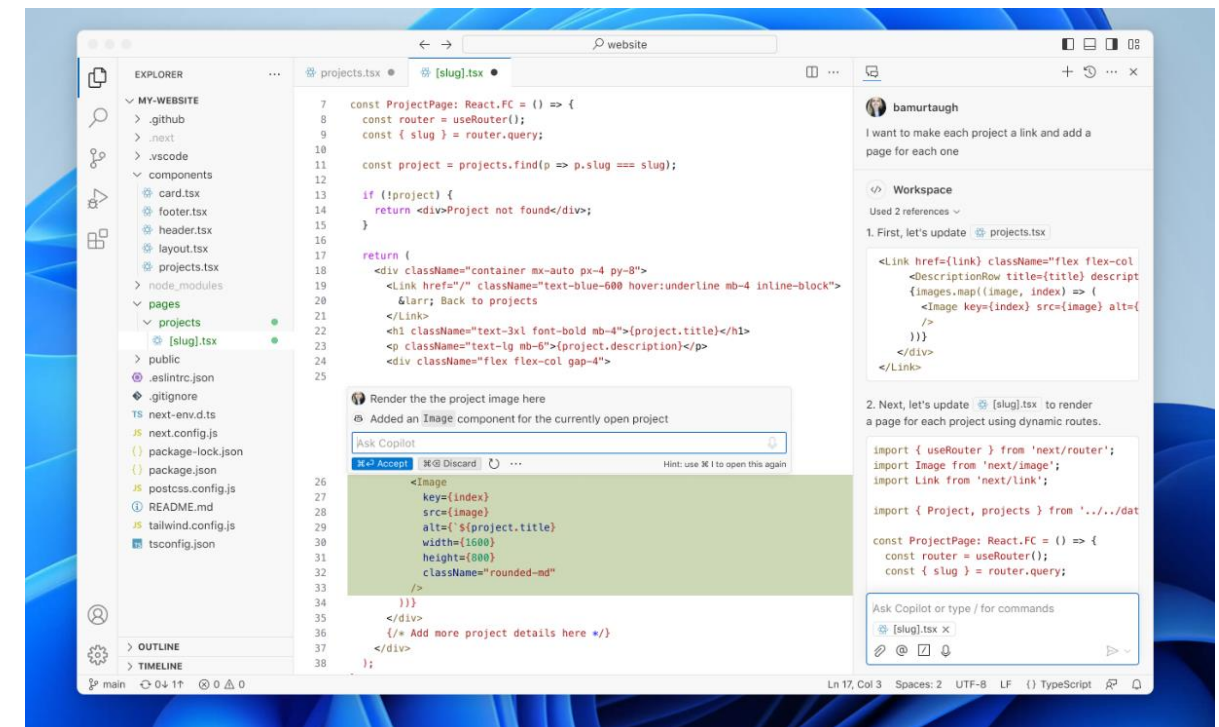 website
EXPLORER
MY-WEBSITE
.github
.next
.vscode
components
card.tsx
footer.tsx
header.tsx
layout.tsx
projects.tsx
node_modules
pages
projects
[slug].tsx
public
.eslintrc.json
.gitignore
TS next-env.d.ts
JS next.config.js
{} package-lock.json
{} package.json
JS postcss.config.js
README.md
JS tailwind.config.js
tsconfig.json
OUTLINE
TIMELINE
projects.tsx
[slug].tsx
7 const ProjectPage: React.FC = () => {
8 const router = useRouter();
9 const { slug } = router.query;
10
11 const project = projects.find(p => p.slug === slug);
12
13 if (!project) {
14 return <div>Project not found</div>;
15 }
16
17 return (
18 <div className="container mx-auto px-4 py-8">
19 <Link href="/" className="text-blue-600 hover:underline mb-4 inline-block">
20 &larr; Back to projects
21 </Link>
22 <h1 className="text-3xl font-bold mb-4">{project.title}</h1>
23 <p className="text-lg mb-6">{project.description}</p>
24 <div className="flex flex-col gap-4">
25
Render the the project image here
Added an Image component for the currently open project
Ask Copilot
⌘⏎ Accept ⌘⌫ Discard Hint: use ⌘ I to open this again
26 <Image
27 key={index}
28 src={image}
29 alt={`${project.title}
30 width={1600}
31 height={800}
32 className="rounded-md"
33 />
34 ))}
35 </div>
36 {/* Add more project details here */}
37 </div>
38 );
bamurtaugh
I want to make each project a link and add a
page for each one
Workspace
Used 2 references
1. First, let's update projects.tsx
<Link href={link} className="flex flex-col
<DescriptionRow title={title} descript
{images.map((image, index) => (
<Image key={index} src={image} alt={
/>
))}
</div>
</Link>
2. Next, let's update [slug].tsx to render
a page for each project using dynamic routes.
import { useRouter } from 'next/router';
import Image from 'next/image';
import Link from 'next/link';
import { Project, projects } from '../../dat
const ProjectPage: React.FC = () => {
const router = useRouter();
const { slug } = router.query;
Ask Copilot or type / for commands
[slug].tsx
main 0↓ 1↑ 0 0
Ln 17, Col 3 Spaces: 2 UTF-8 LF {} TypeScript